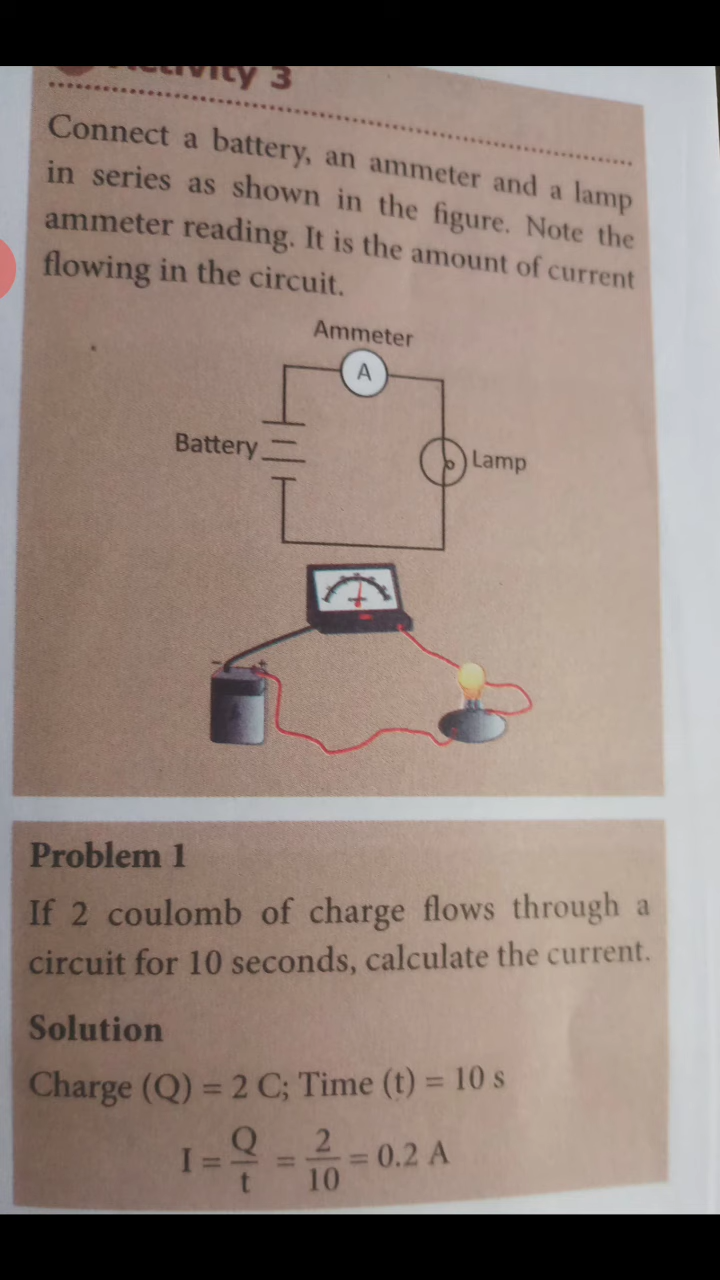 Activity 3
Connect a battery, an ammeter and a lamp
in series as shown in the figure. Note the
ammeter reading. It is the amount of current
flowing in the circuit.
Ammeter
A
Battery
Lamp
- +
Problem 1
If 2 coulomb of charge flows through a
circuit for 10 seconds, calculate the current.
Solution
Charge (Q) = 2 C; Time (t) = 10 s
I = Q/t = 2/10 = 0.2 A